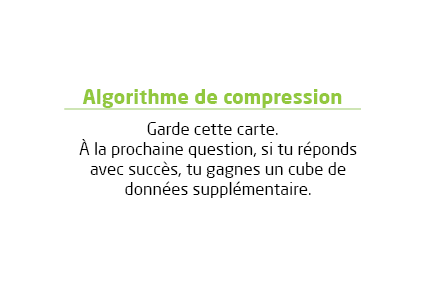 Algorithme de compression
Garde cette carte.
À la prochaine question, si tu réponds
avec succès, tu gagnes un cube de
données supplémentaire.